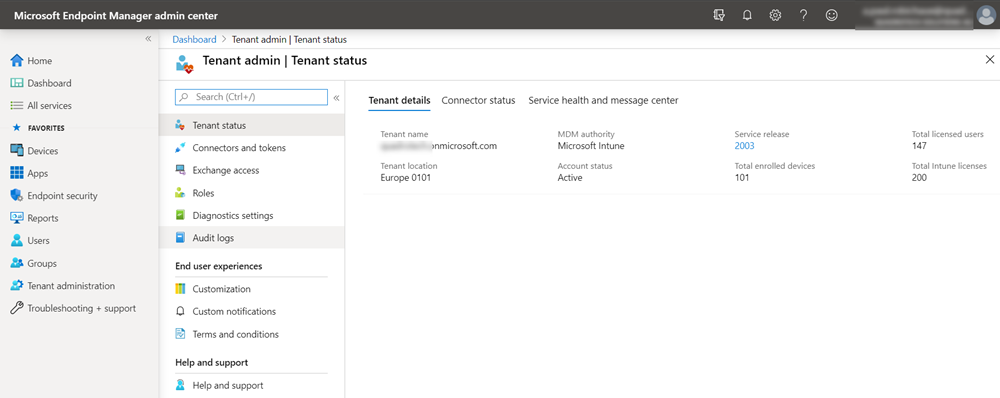 Microsoft Endpoint Manager admin center
Dashboard > Tenant admin | Tenant status
Tenant admin | Tenant status
Home
Dashboard
All services
FAVORITES
Devices
Apps
Endpoint security
Reports
Users
Groups
Tenant administration
Troubleshooting + support
Search (Ctrl+/)
Tenant status
Connectors and tokens
Exchange access
Roles
Diagnostics settings
Audit logs
End user experiences
Customization
Custom notifications
Terms and conditions
Help and support
Help and support
Tenant details Connector status Service health and message center
Tenant name MDM authority Service release Total licensed users
onmicrosoft.com Microsoft Intune 2003 147
Tenant location Account status Total enrolled devices Total Intune licenses
Europe 0101 Active 101 200